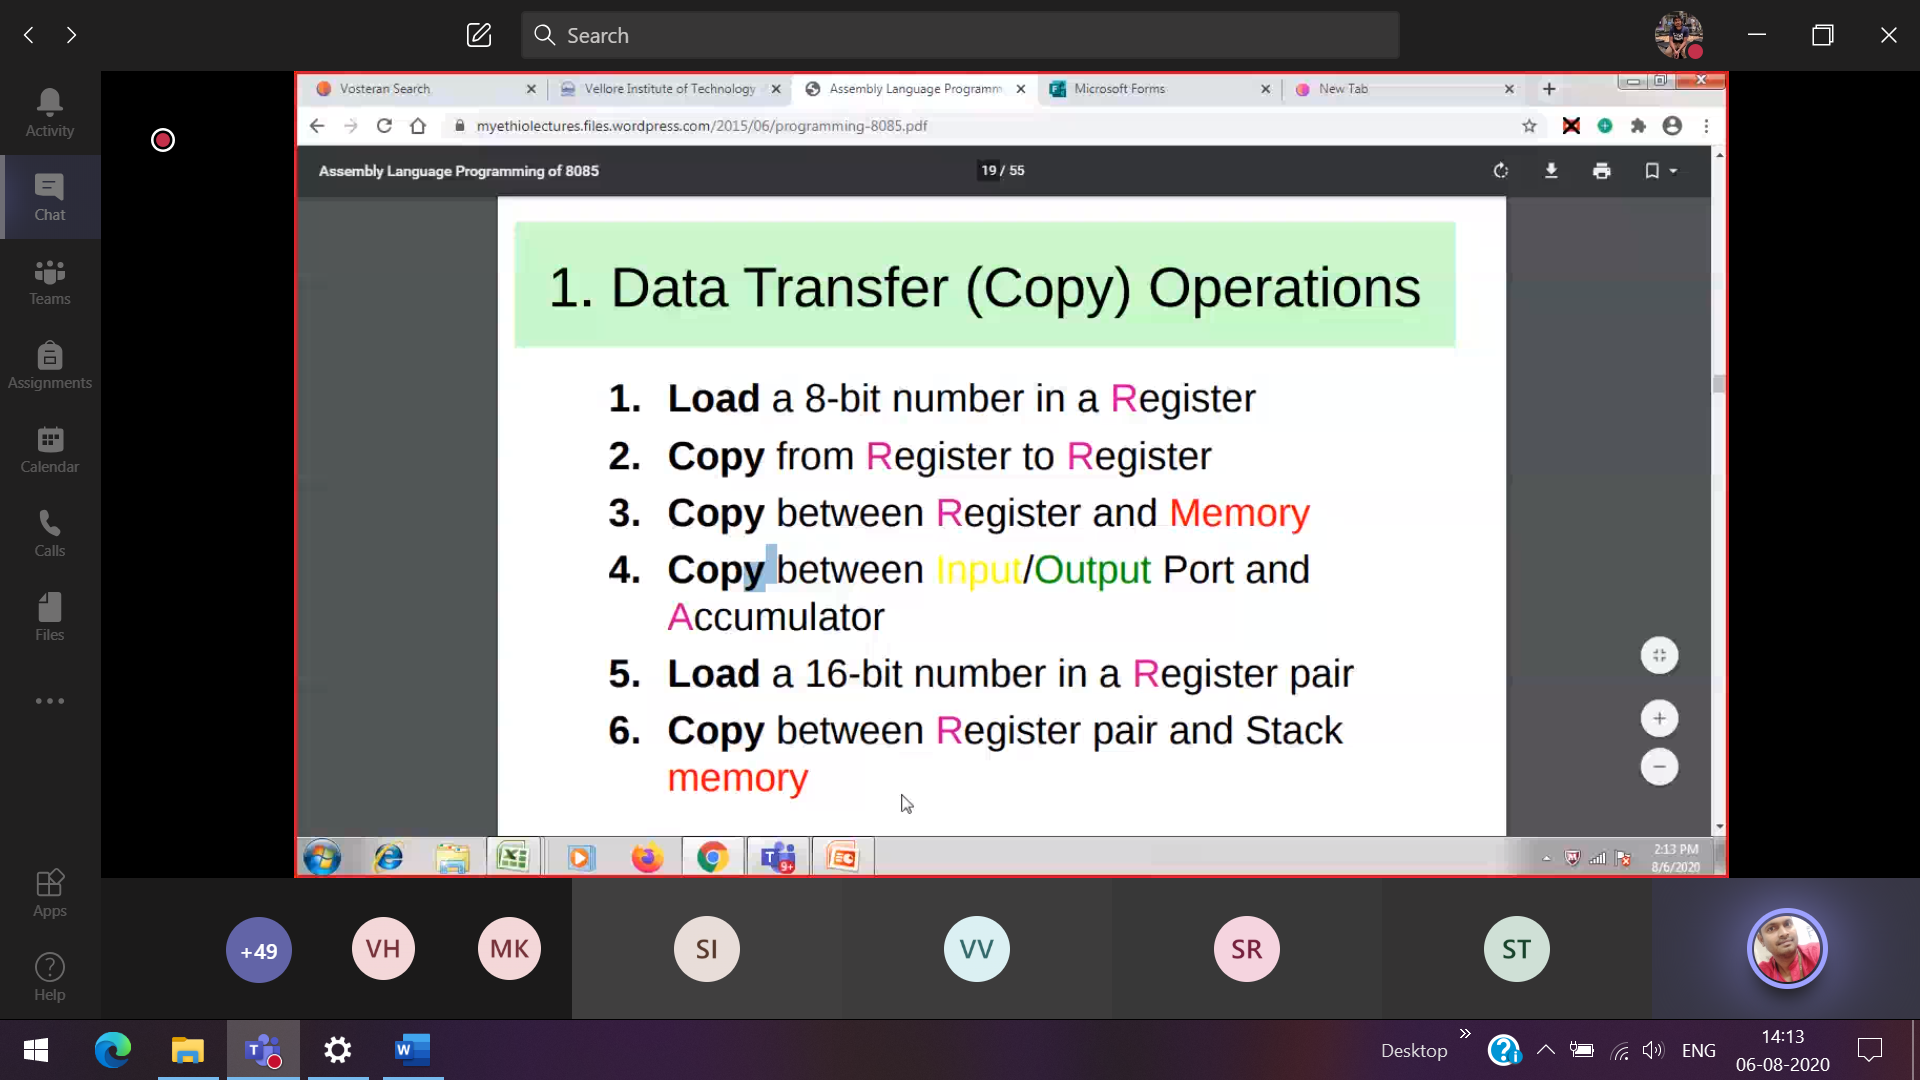 Search
Activity
Chat
Teams
Assignments
Calendar
Calls
Files
Apps
Help
Vosteran Search
Vellore Institute of Technology
Assembly Language Programm
Microsoft Forms
New Tab
myethiolectures.files.wordpress.com/2015/06/programming-8085.pdf
Assembly Language Programming of 8085
19 / 55
1. Data Transfer (Copy) Operations
1. Load a 8-bit number in a Register
2. Copy from Register to Register
3. Copy between Register and Memory
4. Copy between Input/Output Port and
Accumulator
5. Load a 16-bit number in a Register pair
6. Copy between Register pair and Stack
memory
9+
2:13 PM
8/6/2020
+49
VH
MK
SI
VV
SR
ST
Desktop
ENG
14:13
06-08-2020